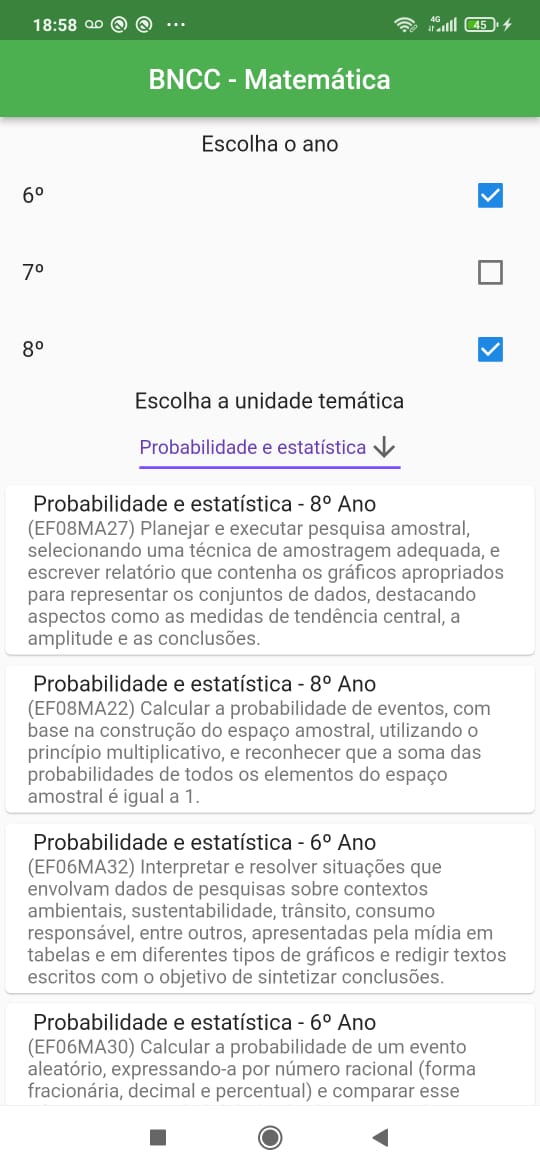 18:58 4G 45
BNCC - Matemática
Escolha o ano
6º
7º
8º
Escolha a unidade temática
Probabilidade e estatística
Probabilidade e estatística - 8º Ano
(EF08MA27) Planejar e executar pesquisa amostral,
selecionando uma técnica de amostragem adequada, e
escrever relatório que contenha os gráficos apropriados
para representar os conjuntos de dados, destacando
aspectos como as medidas de tendência central, a
amplitude e as conclusões.
Probabilidade e estatística - 8º Ano
(EF08MA22) Calcular a probabilidade de eventos, com
base na construção do espaço amostral, utilizando o
princípio multiplicativo, e reconhecer que a soma das
probabilidades de todos os elementos do espaço
amostral é igual a 1.
Probabilidade e estatística - 6º Ano
(EF06MA32) Interpretar e resolver situações que
envolvam dados de pesquisas sobre contextos
ambientais, sustentabilidade, trânsito, consumo
responsável, entre outros, apresentadas pela mídia em
tabelas e em diferentes tipos de gráficos e redigir textos
escritos com o objetivo de sintetizar conclusões.
Probabilidade e estatística - 6º Ano
(EF06MA30) Calcular a probabilidade de um evento
aleatório, expressando-a por número racional (forma
fracionária, decimal e percentual) e comparar esse